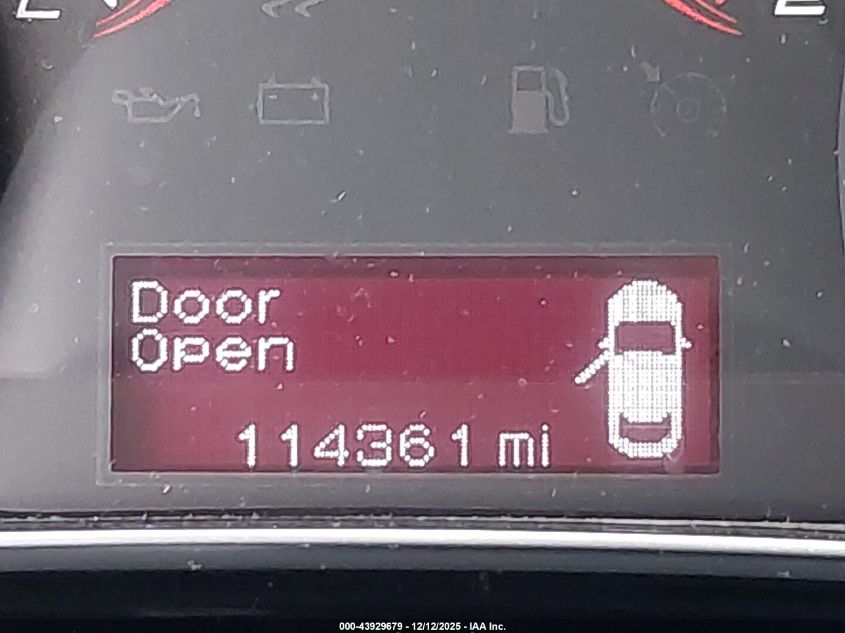 Door
Open
114361 mi
000-43929679 - 12/12/2025 - IAA Inc.